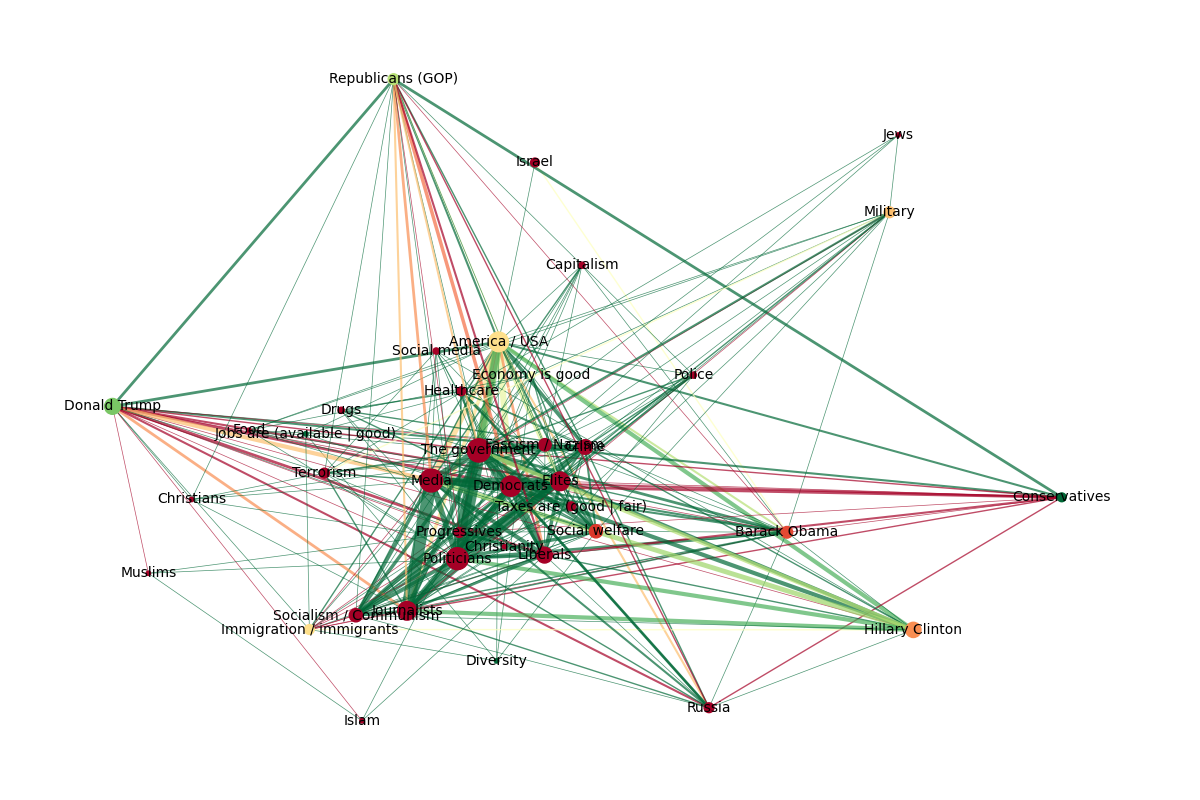 Republicans (GOP)
Jews
Israel
Military
Capitalism
America / USA
Social media
Economy is good
Police
Healthcare
Donald Trump
Drugs
Food
Jobs are (available | good)
Fascism / Nazism
Crime
The government
Terrorism
Media
Elites
Democrats
Christians
Conservatives
Taxes are (good | fair)
Progressives
Social welfare
Barack Obama
Christianity
Liberals
Politicians
Muslims
Journalists
Socialism / Communism
Immigration / Immigrants
Hillary Clinton
Diversity
Russia
Islam